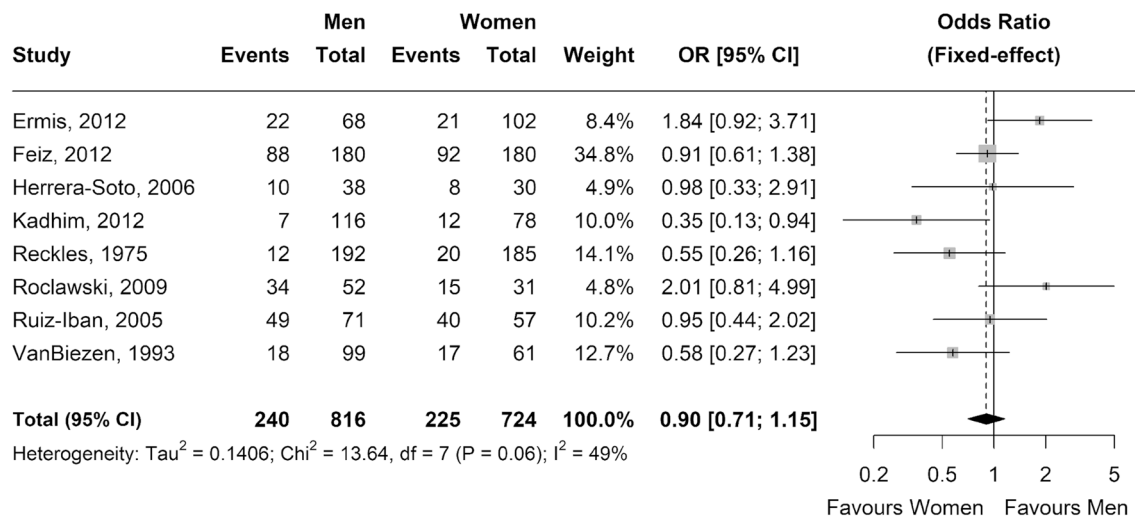 Men Women Odds Ratio
Study Events Total Events Total Weight OR [95% CI] (Fixed-effect)
Ermis, 2012 22 68 21 102 8.4% 1.84 [0.92; 3.71]
Feiz, 2012 88 180 92 180 34.8% 0.91 [0.61; 1.38]
Herrera-Soto, 2006 10 38 8 30 4.9% 0.98 [0.33; 2.91]
Kadhim, 2012 7 116 12 78 10.0% 0.35 [0.13; 0.94]
Reckles, 1975 12 192 20 185 14.1% 0.55 [0.26; 1.16]
Roclawski, 2009 34 52 15 31 4.8% 2.01 [0.81; 4.99]
Ruiz-Iban, 2005 49 71 40 57 10.2% 0.95 [0.44; 2.02]
VanBiezen, 1993 18 99 17 61 12.7% 0.58 [0.27; 1.23]
Total (95% CI) 240 816 225 724 100.0% 0.90 [0.71; 1.15]
Heterogeneity: Tau² = 0.1406; Chi² = 13.64, df = 7 (P = 0.06); I² = 49%
0.2 0.5 1 2 5
Favours Women Favours Men